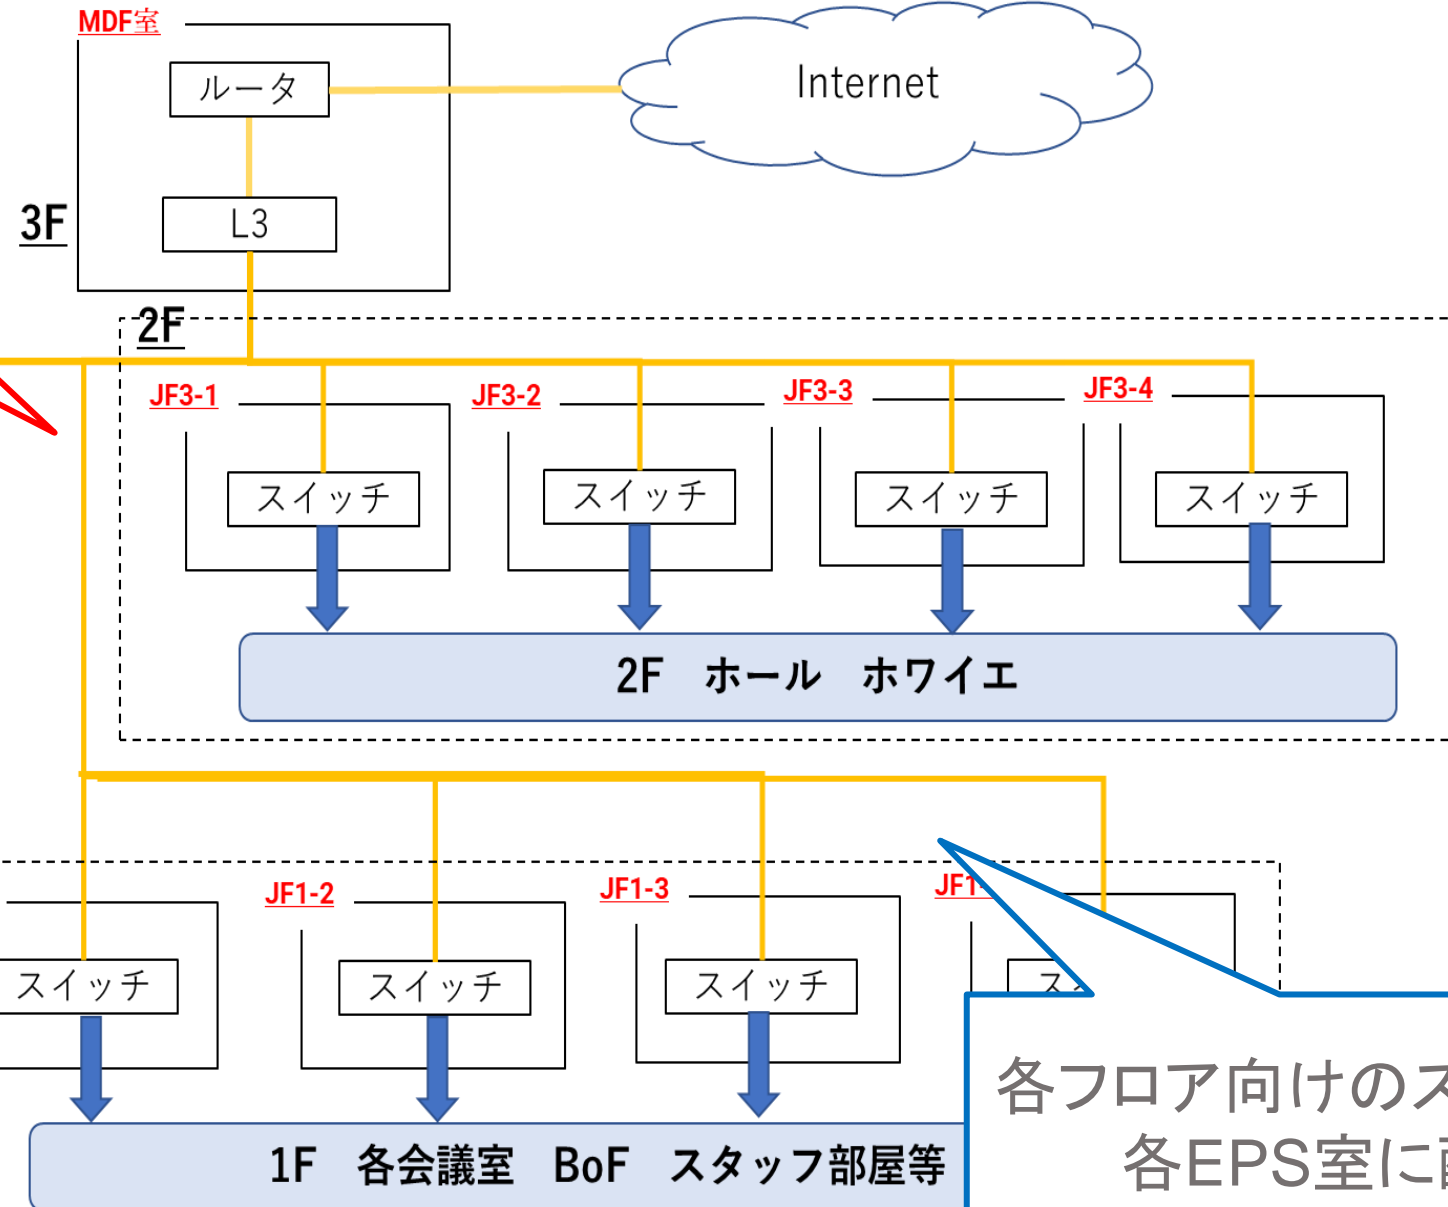 MDF室
ルータ
Internet
L3
3F
2F
JF3-1
JF3-2
JF3-3
JF3-4
スイッチ
スイッチ
スイッチ
スイッチ
2F ホール ホワイエ
JF1-2
JF1-3
JF1-
スイッチ
スイッチ
スイッチ
各フロア向けのス
1F 各会議室 BoF スタッフ部屋等
各EPS室に